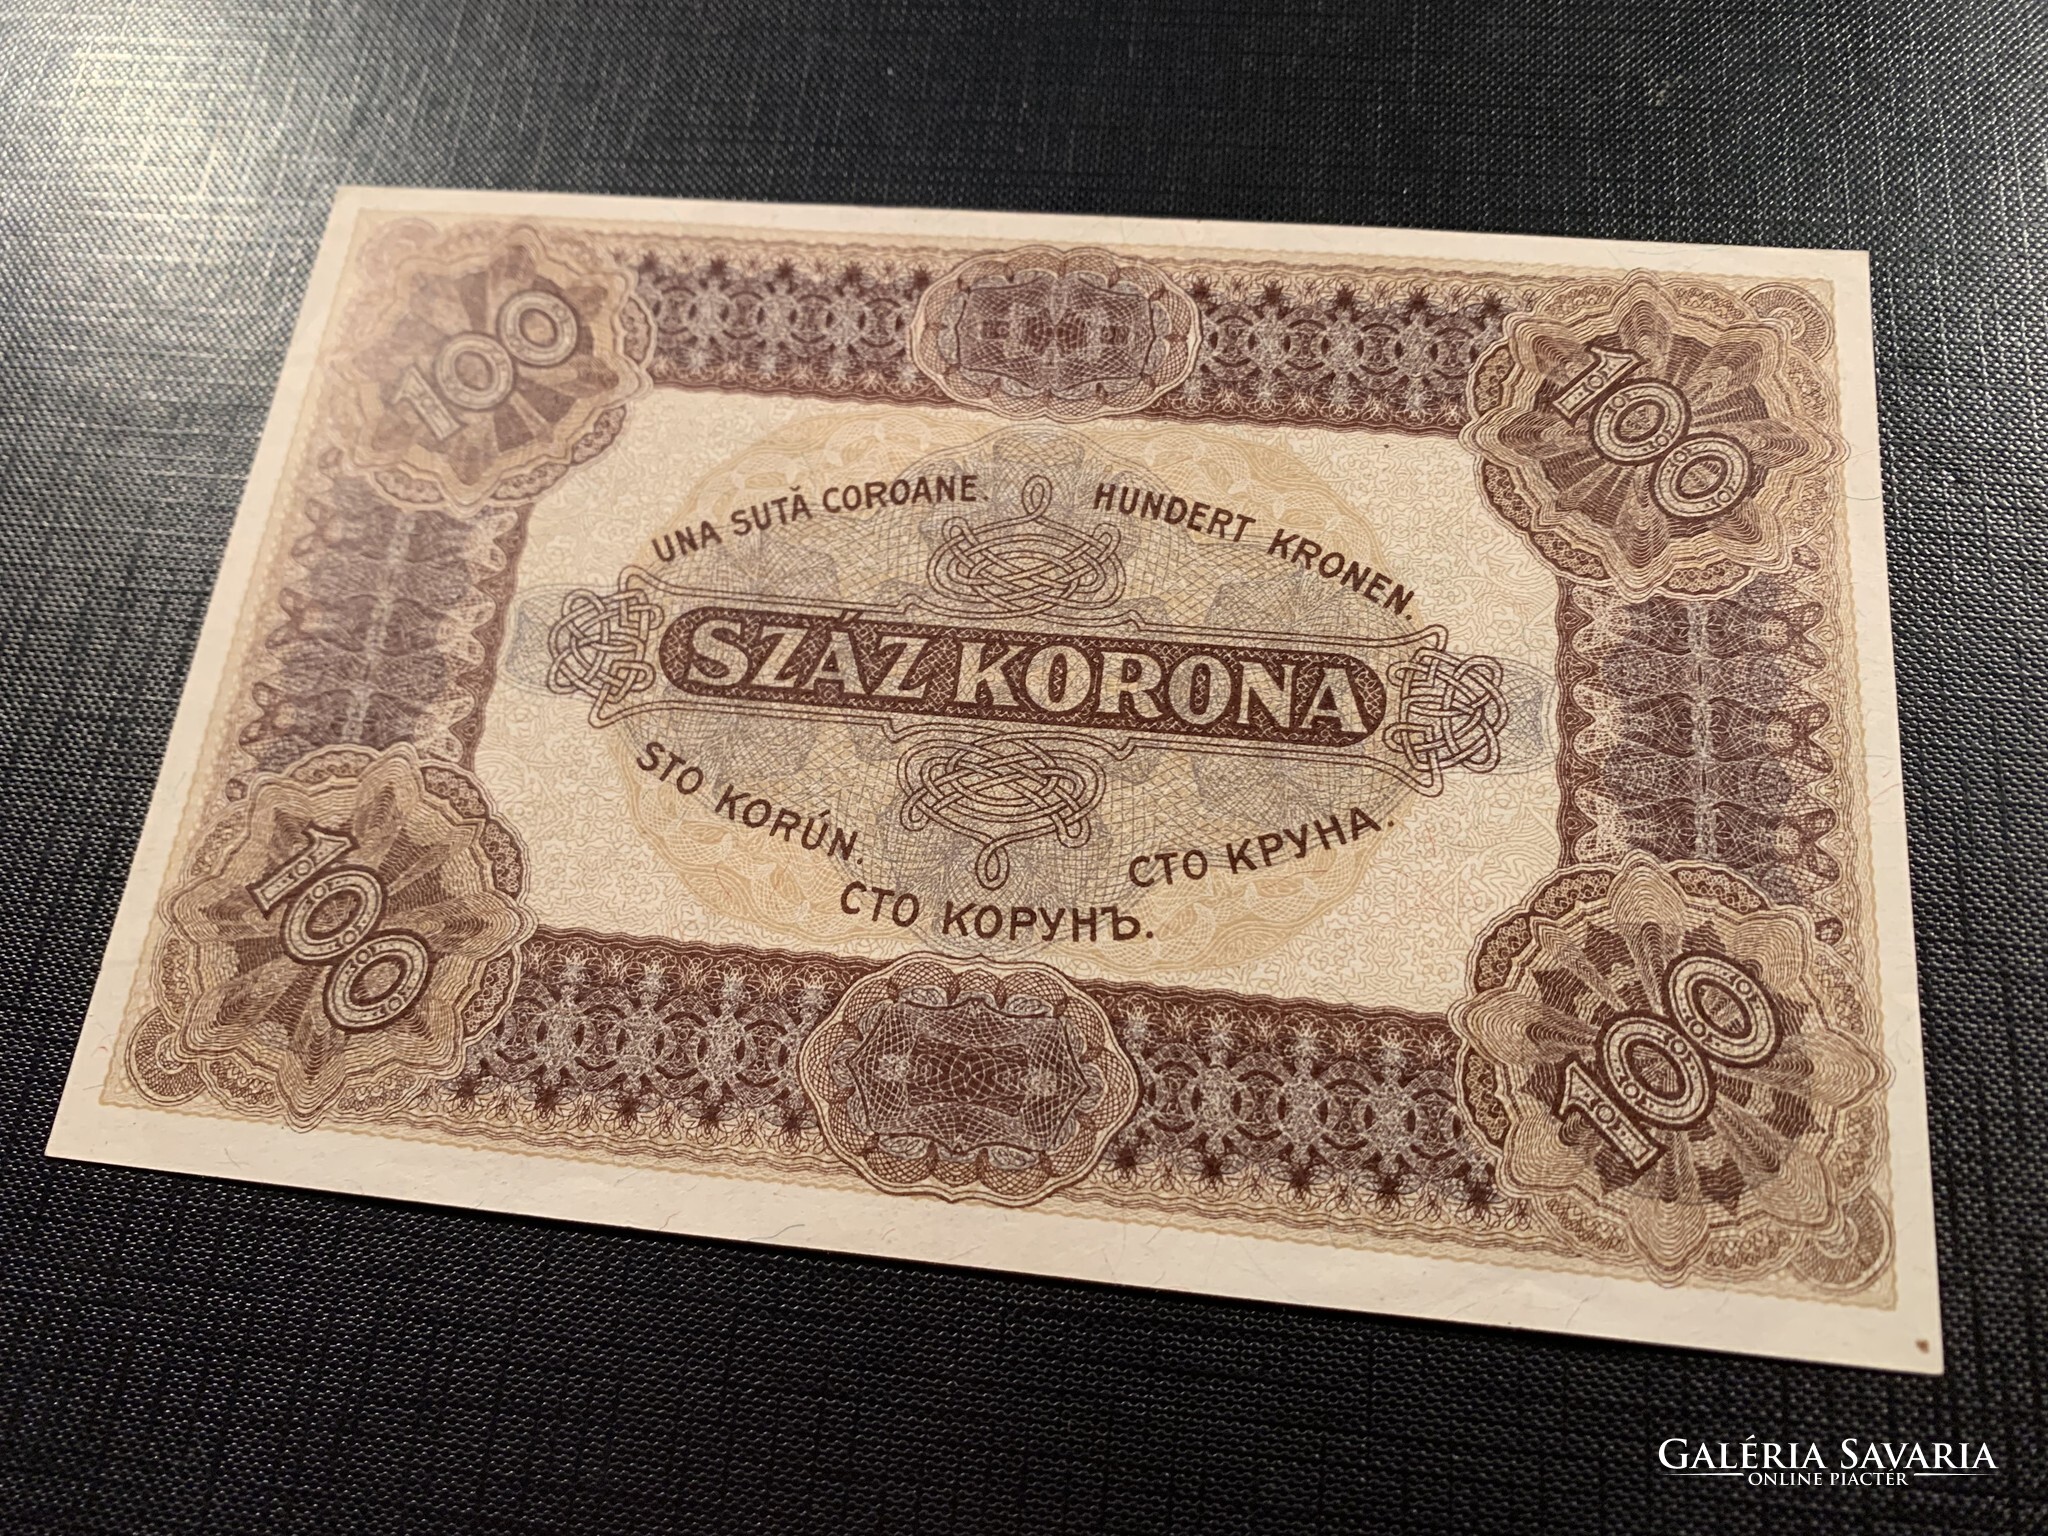 100
100
UNA SUTĂ COROANE.
HUNDERT KRONEN.
SZÁZ KORONA
STO KORÚN.
СТО КРУНА.
СТО КОРУНЪ.
100
100
GALÉRIA SAVARIA
ONLINE PIACTÉR